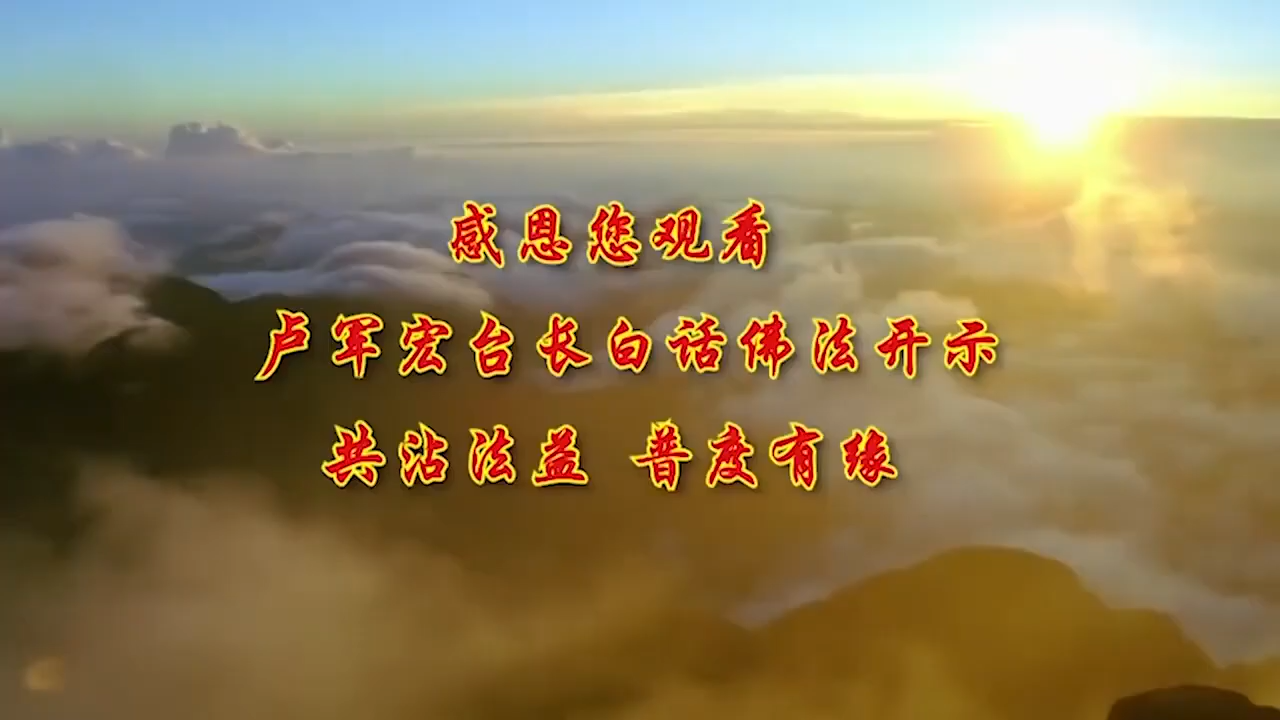 感恩您观看
卢军宏台长白话佛法开示
共沾法益 普度有缘